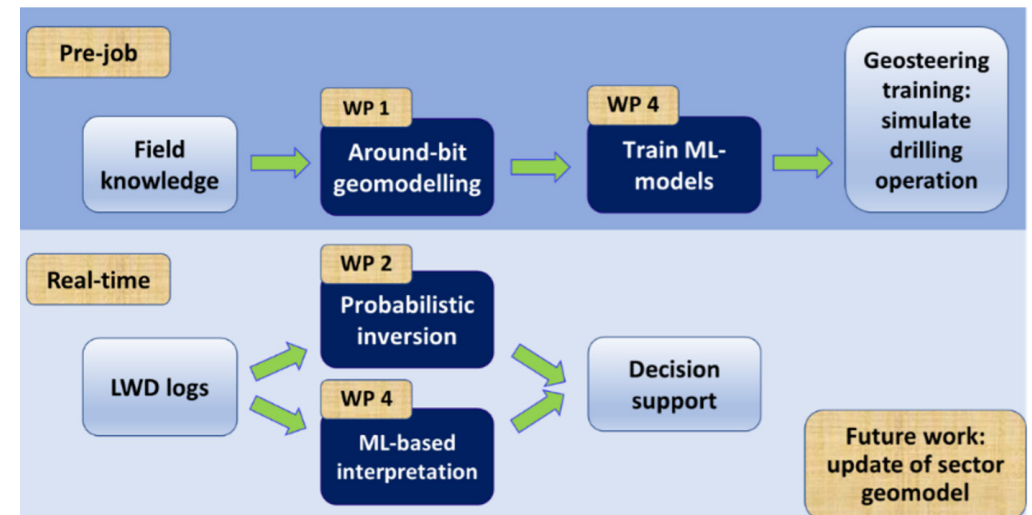 Pre-job
Field
knowledge
WP 1
Around-bit
geomodelling
WP 4
Train ML-
models
Geosteering
training:
simulate
drilling
operation
Real-time
LWD logs
WP 2
Probabilistic
inversion
WP 4
ML-based
interpretation
Decision
support
Future work:
update of sector
geomodel